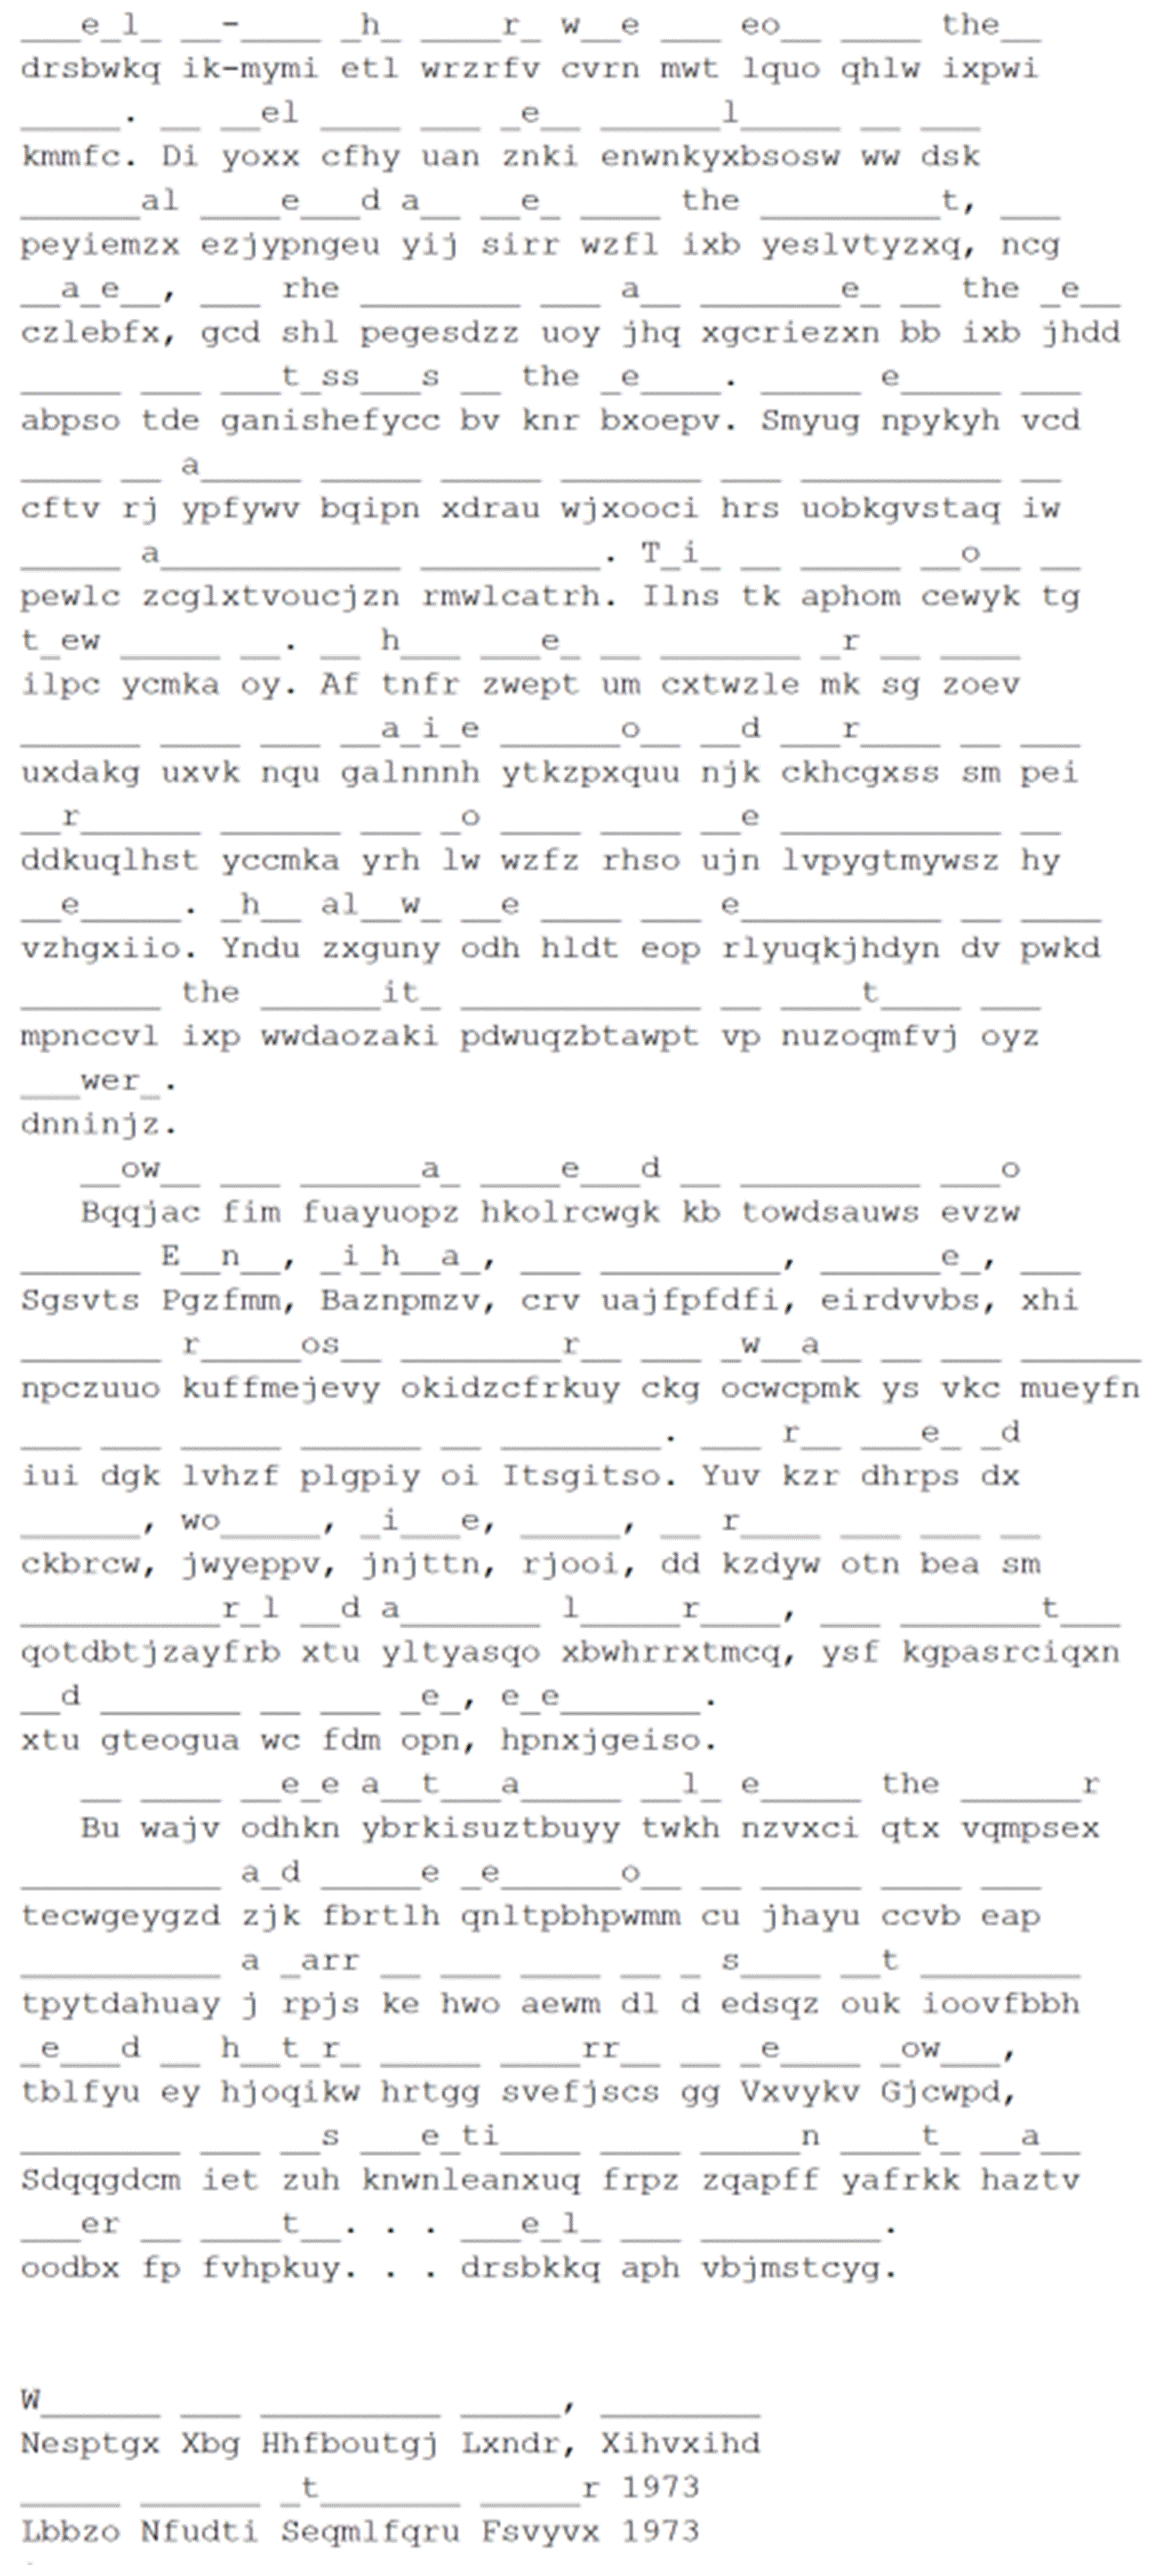 ___e_l_ __-____ _h_ ____r_ w__e ___ eo__ ____ the__
drsbwkq ik-mymi etl wrzrfv cvrn mwt lquo qhlw ixpwi
_____. __ __el ____ ___ _e__ ______l_____ __ ___
kmmfc. Di yoxx cfhy uan znki enwnkyxbsosw ww dsk
______al ____e___d a__ __e_ ____ the _________t, ___
peyiemzx ezjypngeu yij sirr wzfl ixb yeslvtyzxq, ncg
__a_e__, ___ rhe ________ ___ a__ _______e_ __ the _e__
czlebfx, gcd shl pegesdzz uoy jhq xgcriezxn bb ixb jhdd
_____ ___ ___t_ss___s __ the _e____. _____ e_____ ___
abpso tde ganishefycc bv knr bxoepv. Smyug npykyh vcd
____ __ a_____ _____ _____ _______ ___ __________ __
cftv rj ypfywv bqipn xdrau wjxooci hrs uobkgvstaq iw
_____ a____________ _________. T_i_ __ _____ __o__ __
pewlc zcglxtvoucjzn rmwlcatrh. Ilns tk aphom cewyk tg
t_ew _____ __. __ h___ ___e_ __ _______ _r __ ____
ilpc ycmka oy. Af tnfr zwept um cxtwzle mk sg zoev
______ ____ ___ __a_i_e ______o__ __d ___r____ __ ___
uxdakg uxvk nqu galnnnh ytkzpxquu njk ckhcgxss sm pei
__r______ ______ ___ _o ____ ____ __e ___________ __
ddkuqlhst yccmka yrh lw wzfz rhso ujn lvpygtmywsz hy
__e_____. _h__ al__w_ __e ____ ___ e__________ __ ____
vzhgxiio. Yndu zxguny odh hldt eop rlyuqkjhdyn dv pwkd
_______ the ______it_ ____________ __ ____t____ ___
mpnccvl ixp wwdaozaki pdwuqzbtawpt vp nuzoqmfvj oyz
___wer_.
dnninjz.
__ow__ ___ ______a_ ____e___d __ _________ ___o
Bqqjac fim fuayuopz hkolrcwgk kb towdsauws evzw
______ E__n__, _i_h__a_, ___ _________, ______e_, ___
Sgsvts Pgzfmm, Baznpmzv, crv uajfpfdfi, eirdvvbs, xhi
_______ r_____os__ ________r__ ___ _w__a__ __ ___ ______
npczuuo kuffmejevy okidzcfrkuy ckg ocwcpmk ys vkc mueyfn
___ ___ _____ ______ __ ________. ___ r__ ___e_ _d
iui dgk lvhzf plgpiy oi Itsgitso. Yuv kzr dhrps dx
______, wo_____, _i___e, _____, __ r____ ___ ___ __
ckbrcw, jwyeppv, jnjttn, rjooi, dd kzdyw otn bea sm
__________r_l __d a_______ l_____r____, ___ _______t___
qotdbtjzayfrb xtu yltyasqo xbwhrrxtmcq, ysf kgpasrciqxn
__d _______ __ ___ _e_, e_e_______.
xtu gteogua wc fdm opn, hpnxjgeiso.
__ ____ __e_e a__t___a_____ __l_ e_____ the ______r
Bu wajv odhkn ybrkisuztbuyy twkh nzvxci qtx vqmpsex
__________ a_d _____e _e______o__ __ _____ ____ ___
tecwgeygzd zjk fbrtlh qnltpbhpwmm cu jhayu ccvb eap
__________ a _arr __ ___ ____ __ _ s____ __t ________
tpytdahuay j rpjs ke hwo aewm dl d edsqz ouk ioovfbbh
_e___d __ h__t_r_ _____ ____rr__ __ _e____ _ow___,
tblfyu ey hjoqikw hrtgg svefjscs gg Vxvykv Gjcwpd,
________ ___ __s ___e_ti____ ____ _____n ____t_ __a__
Sdqqgdcm iet zuh knwnleanxuq frpz zqapff yafrkk haztv
___er __ ____t__. . . ___e_l_ ___ _________.
oodbx fp fvhpkuy. . . drsbkkq aph vbjmstcyg.
W______ ___ _________ _____, ________
Nesptgx Xbg Hhfboutgj Lxndr, Xihvxihd
_____ ______ _t_______ _____r 1973
Lbbzo Nfudti Seqmlfqru Fsvyvx 1973